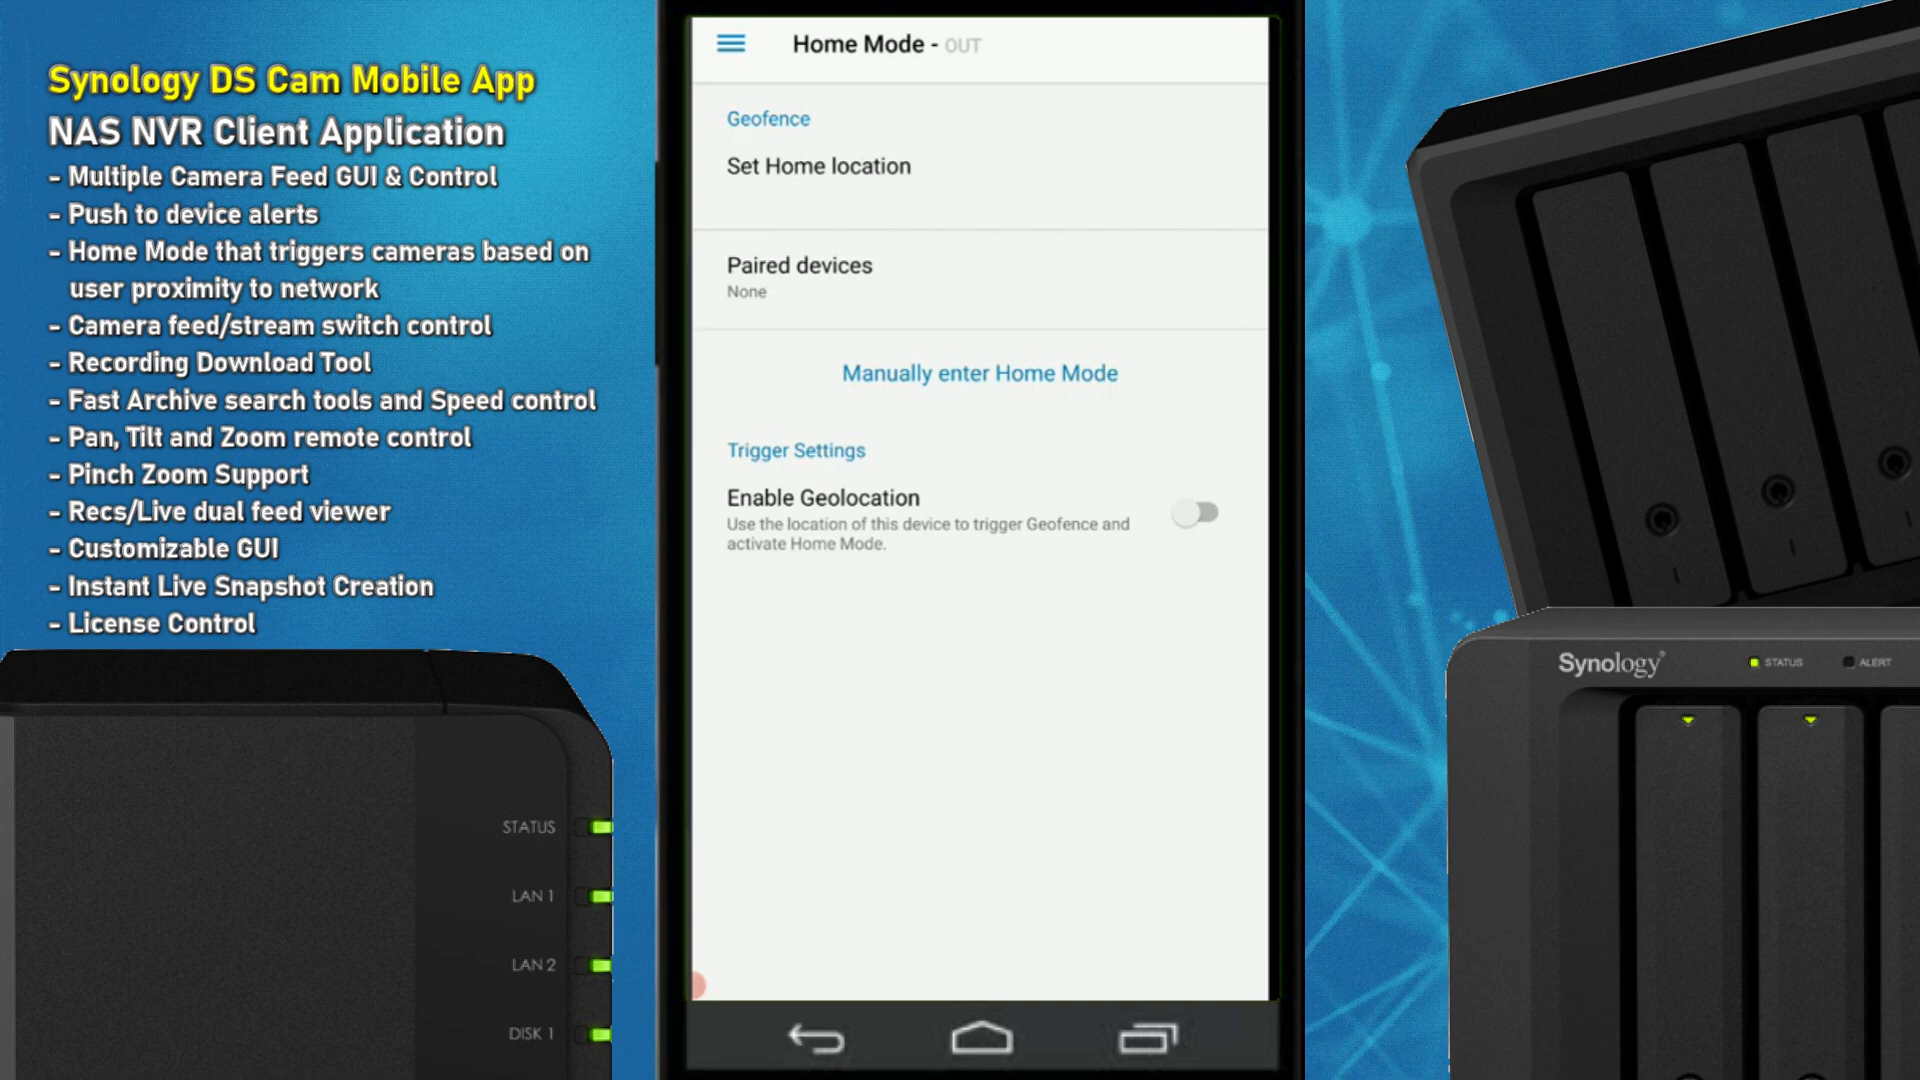 Synology DS Cam Mobile App
NAS NVR Client Application
- Multiple Camera Feed GUI & Control
- Push to device alerts
- Home Mode that triggers cameras based on
user proximity to network
- Camera feed/stream switch control
- Recording Download Tool
- Fast Archive search tools and Speed control
- Pan, Tilt and Zoom remote control
- Pinch Zoom Support
- Recs/Live dual feed viewer
- Customizable GUI
- Instant Live Snapshot Creation
- License Control
STATUS
LAN 1
LAN 2
DISK 1
Home Mode - OUT
Geofence
Set Home location
Paired devices
None
Manually enter Home Mode
Trigger Settings
Enable Geolocation
Use the location of this device to trigger Geofence and
activate Home Mode.
Synology®
STATUS
ALERT